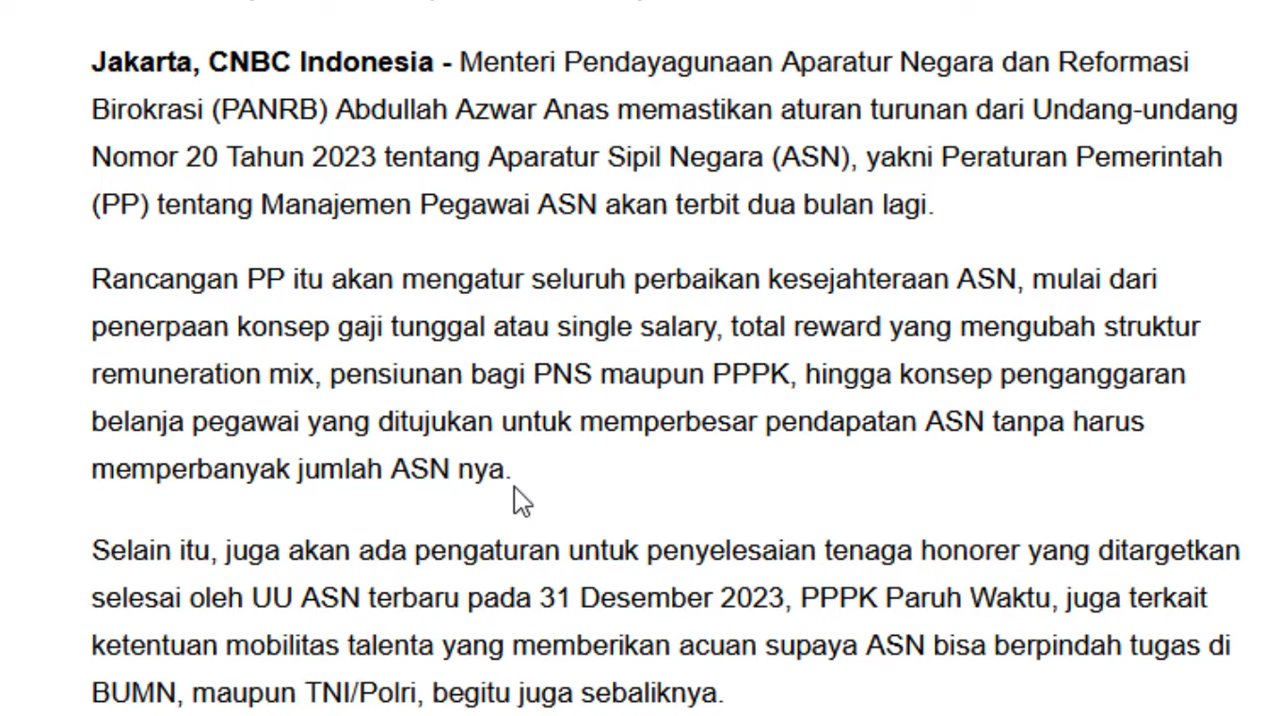 Jakarta, CNBC Indonesia - Menteri Pendayagunaan Aparatur Negara dan Reformasi
Birokrasi (PANRB) Abdullah Azwar Anas memastikan aturan turunan dari Undang-undang
Nomor 20 Tahun 2023 tentang Aparatur Sipil Negara (ASN), yakni Peraturan Pemerintah
(PP) tentang Manajemen Pegawai ASN akan terbit dua bulan lagi.
Rancangan PP itu akan mengatur seluruh perbaikan kesejahteraan ASN, mulai dari
penerpaan konsep gaji tunggal atau single salary, total reward yang mengubah struktur
remuneration mix, pensiunan bagi PNS maupun PPPK, hingga konsep penganggaran
belanja pegawai yang ditujukan untuk memperbesar pendapatan ASN tanpa harus
memperbanyak jumlah ASN nya.
Selain itu, juga akan ada pengaturan untuk penyelesaian tenaga honorer yang ditargetkan
selesai oleh UU ASN terbaru pada 31 Desember 2023, PPPK Paruh Waktu, juga terkait
ketentuan mobilitas talenta yang memberikan acuan supaya ASN bisa berpindah tugas di
BUMN, maupun TNI/Polri, begitu juga sebaliknya.